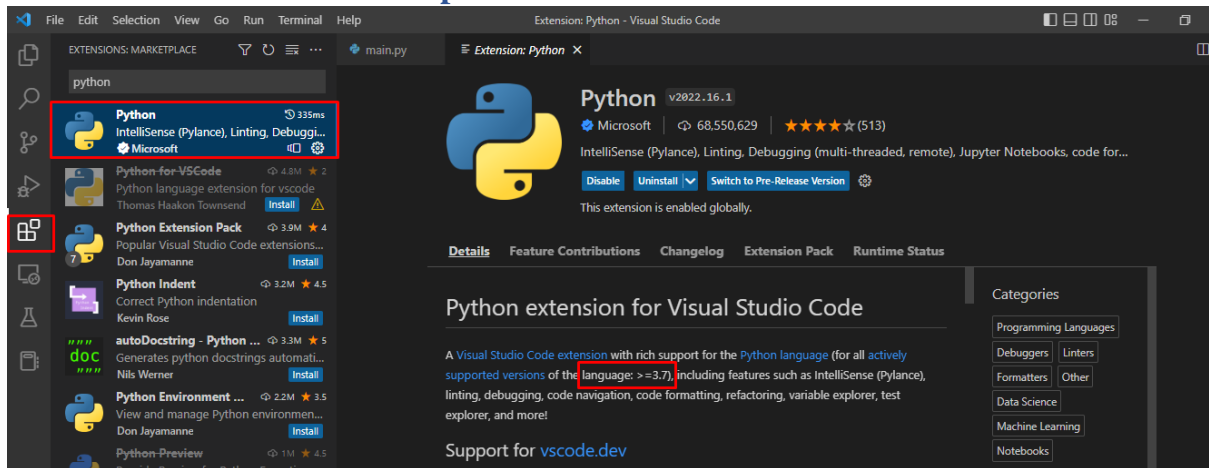 File Edit Selection View Go Run Terminal Help
Extension: Python - Visual Studio Code
EXTENSIONS: MARKETPLACE
python
Python 335ms
IntelliSense (Pylance), Linting, Debuggi...
Microsoft
Python for VSCode 4.8M ★ 2
Python language extension for vscode
Thomas Haakon Townsend Install
Python Extension Pack 3.9M ★ 4
Popular Visual Studio Code extensions...
7
Don Jayamanne Install
Python Indent 3.2M ★ 4.5
Correct Python indentation
Kevin Rose Install
autoDocstring - Python ... 3.3M ★ 5
Generates python docstrings automati...
Nils Werner Install
"""
doc
"""
Python Environment ... 2.2M ★ 3.5
View and manage Python environmen...
Don Jayamanne Install
Python Preview 1M ★ 4.5
main.py
Extension: Python
Python v2022.16.1
Microsoft 68,550,629 ★★★★☆(513)
IntelliSense (Pylance), Linting, Debugging (multi-threaded, remote), Jupyter Notebooks, code for...
Disable Uninstall Switch to Pre-Release Version
This extension is enabled globally.
Details Feature Contributions Changelog Extension Pack Runtime Status
Python extension for Visual Studio Code
A Visual Studio Code extension with rich support for the Python language (for all actively
supported versions of the language: >=3.7), including features such as IntelliSense (Pylance),
linting, debugging, code navigation, code formatting, refactoring, variable explorer, test
explorer, and more!
Support for vscode.dev
Categories
Programming Languages
Debuggers Linters
Formatters Other
Data Science
Machine Learning
Notebooks